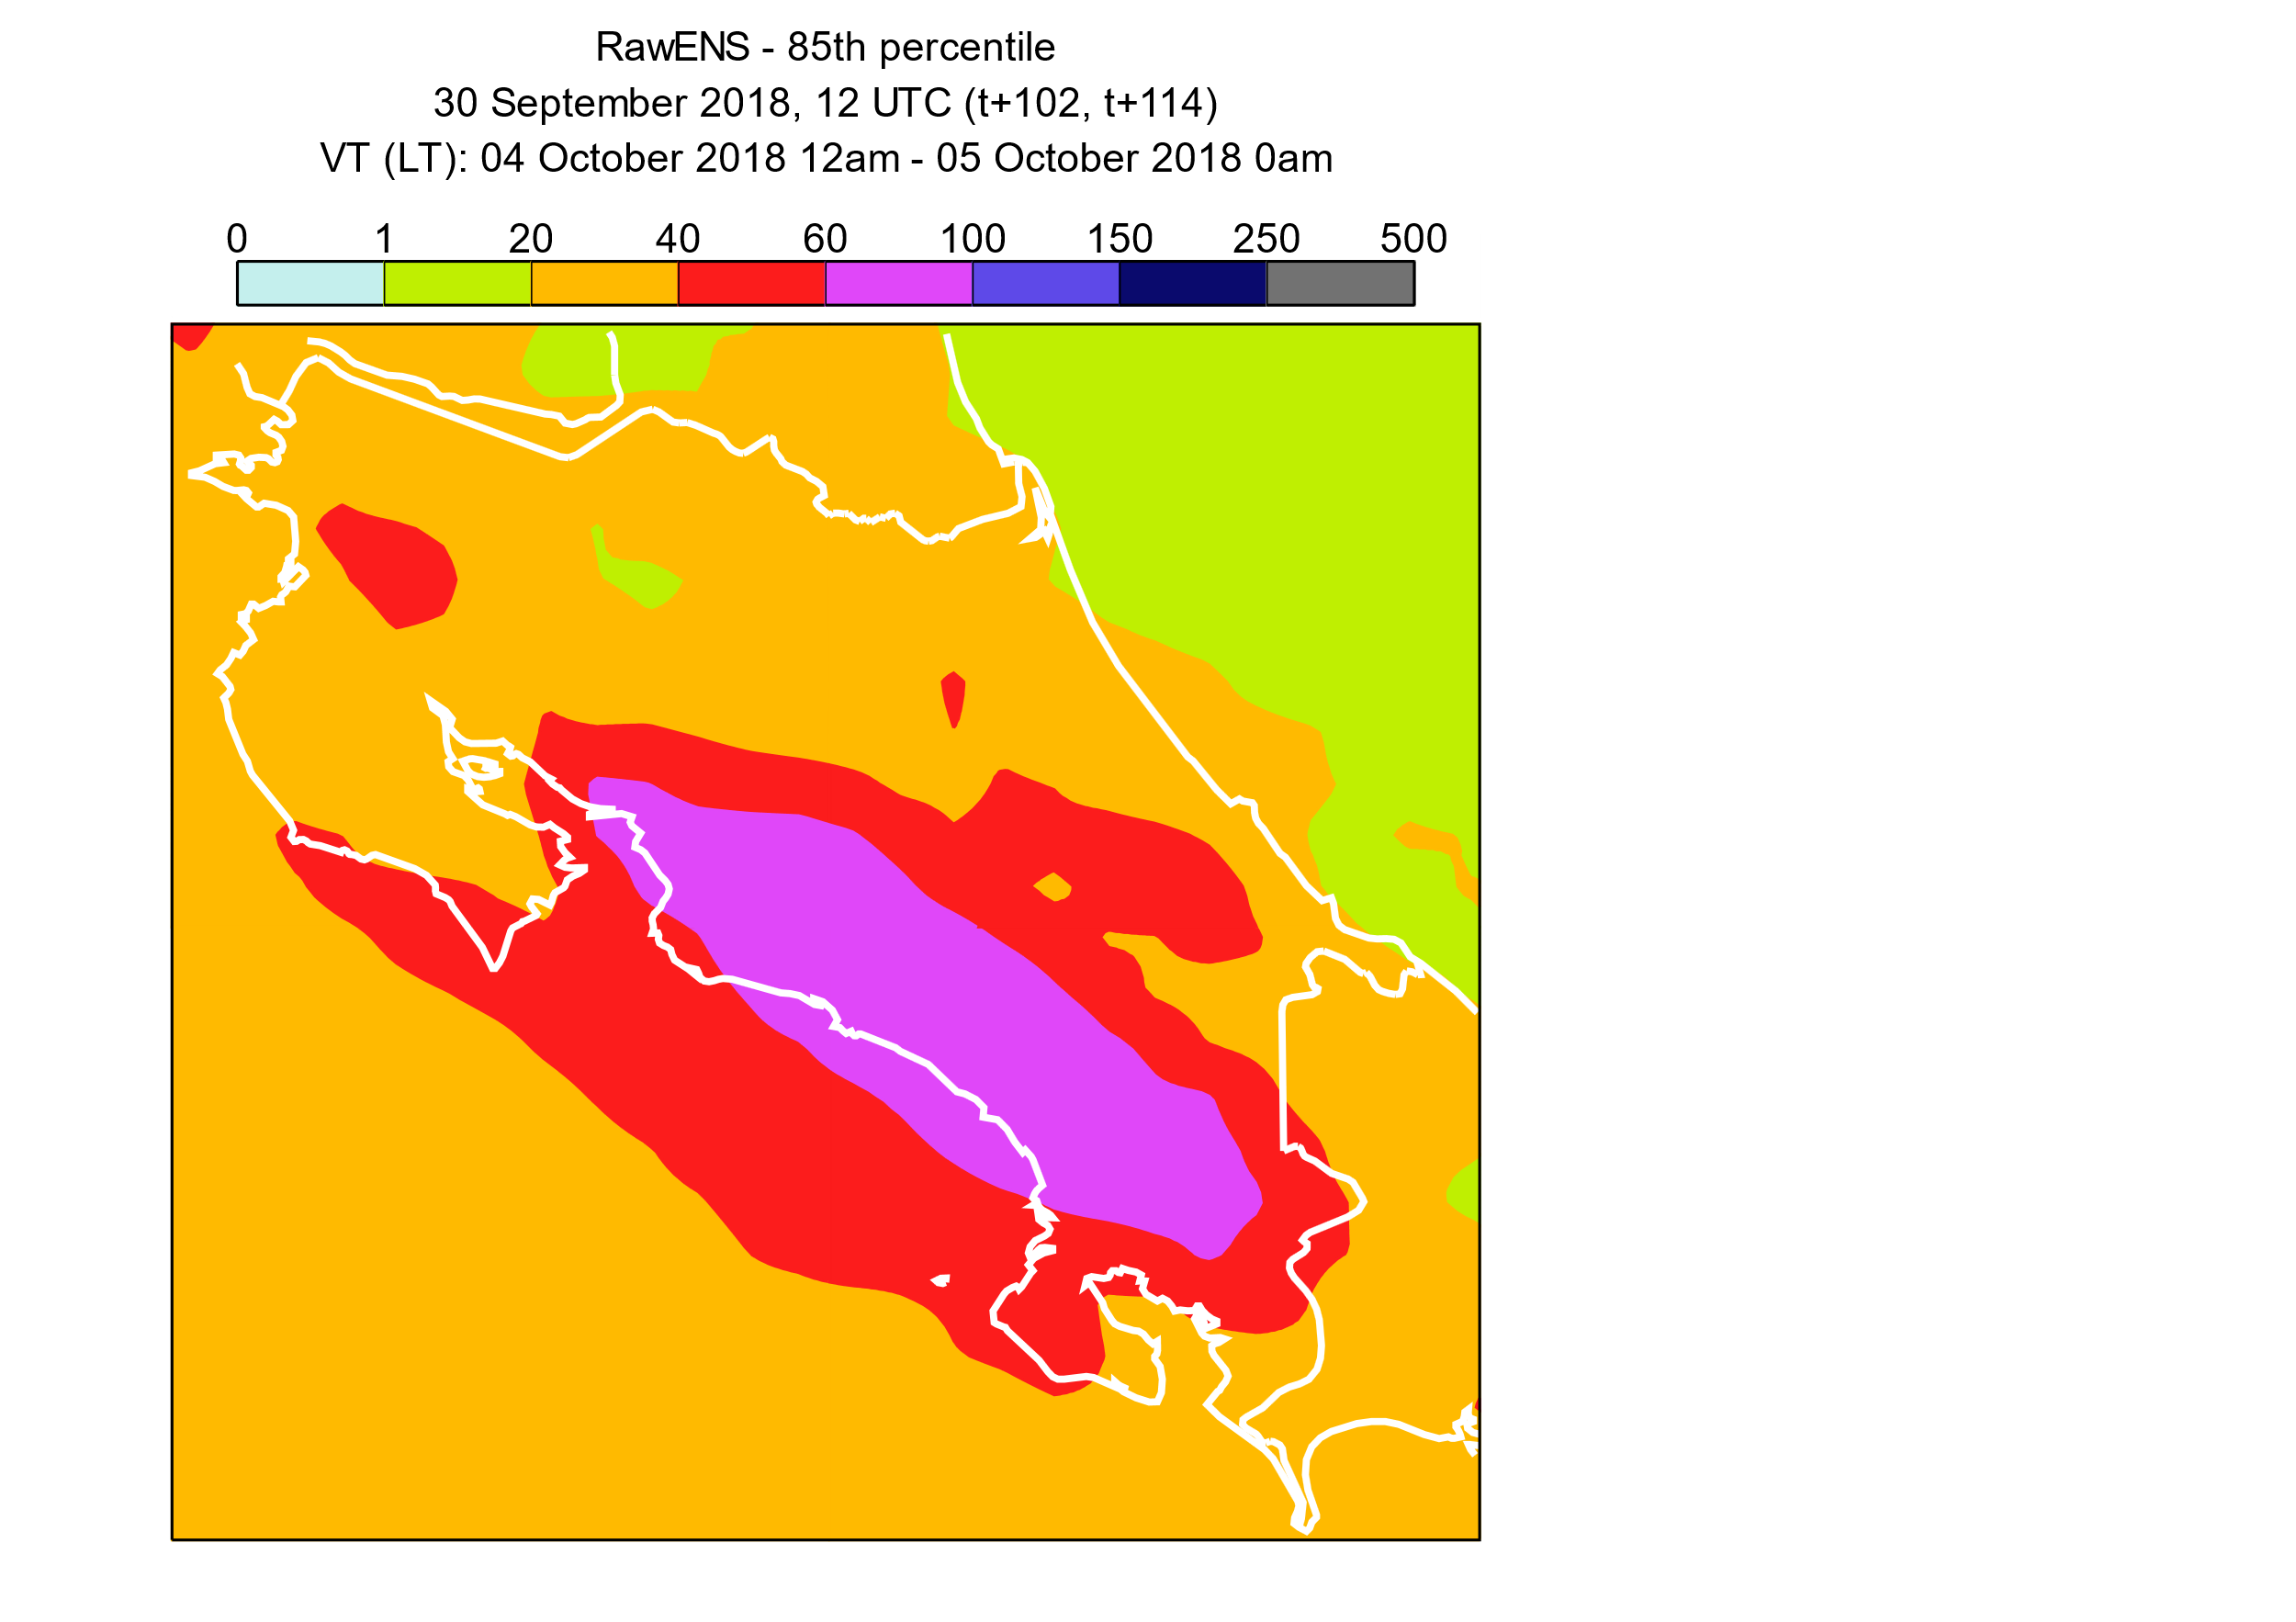 RawENS - 85th percentile
30 September 2018, 12 UTC (t+102, t+114)
VT (LT): 04 October 2018 12am - 05 October 2018 0am
0 1 20 40 60 100 150 250 500